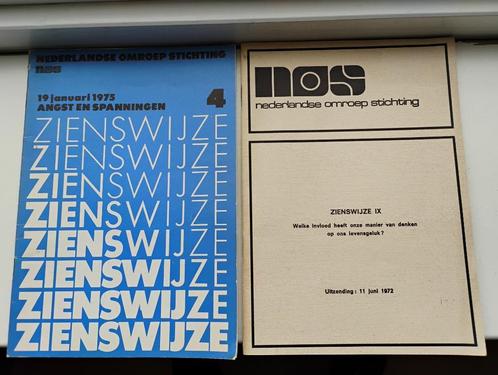 NEDERLANDSE OMROEP STICHTING
nos
19 januari 1975
ANGST EN SPANNINGEN
4
ZIENSWIJZE
ZIENSWIJZE
ZIENSWIJZE
ZIENSWIJZE
ZIENSWIJZE
ZIENSWIJZE
ZIENSWIJZE
ZIENSWIJZE
nos
nederlandse omroep stichting
ZIENSWIJZE IX
Welke invloed heeft onze manier van denken
op ons levensgeluk?
Uitzending: 11 juni 1972